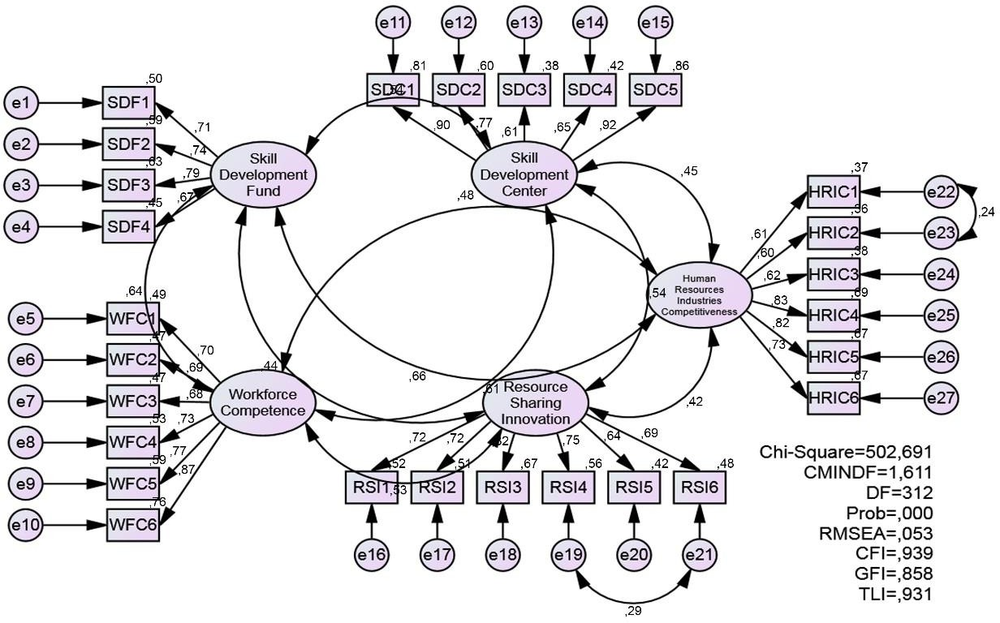 e11
e12
e13
e14
e15
,81
,60
,38
,42
,86
SDC1
SDC2
SDC3
SDC4
SDC5
,90
,77
,61
,65
,92
e1
SDF1
,50
e2
SDF2
,59
e3
SDF3
,63
e4
SDF4
,45
,71
,74
,79
,67
Skill
Development
Fund
Skill
Development
Center
,45
,48
e5
WFC1
,49
,64
e6
WFC2
,47
e7
WFC3
,47
e8
WFC4
,53
e9
WFC5
,59
e10
WFC6
,76
,70
,69
,68
,73
,77
,87
Workforce
Competence
,44
,66
,61
,54
,42
,53
Human
Resources
Industries
Competitiveness
HRIC1
,37
e22
HRIC2
,36
e23
HRIC3
,38
e24
HRIC4
,69
e25
HRIC5
,67
e26
HRIC6
e27
,24
,61
,60
,62
,83
,82
,73
Resource
Sharing
Innovation
,72
,72
,82
,75
,64
,69
RSI1
,52
RSI2
,51
RSI3
,67
RSI4
,56
RSI5
,42
RSI6
,48
e16
e17
e18
e19
e20
e21
,29
Chi-Square=502,691
CMINDF=1,611
DF=312
Prob=,000
RMSEA=,053
CFI=,939
GFI=,858
TLI=,931